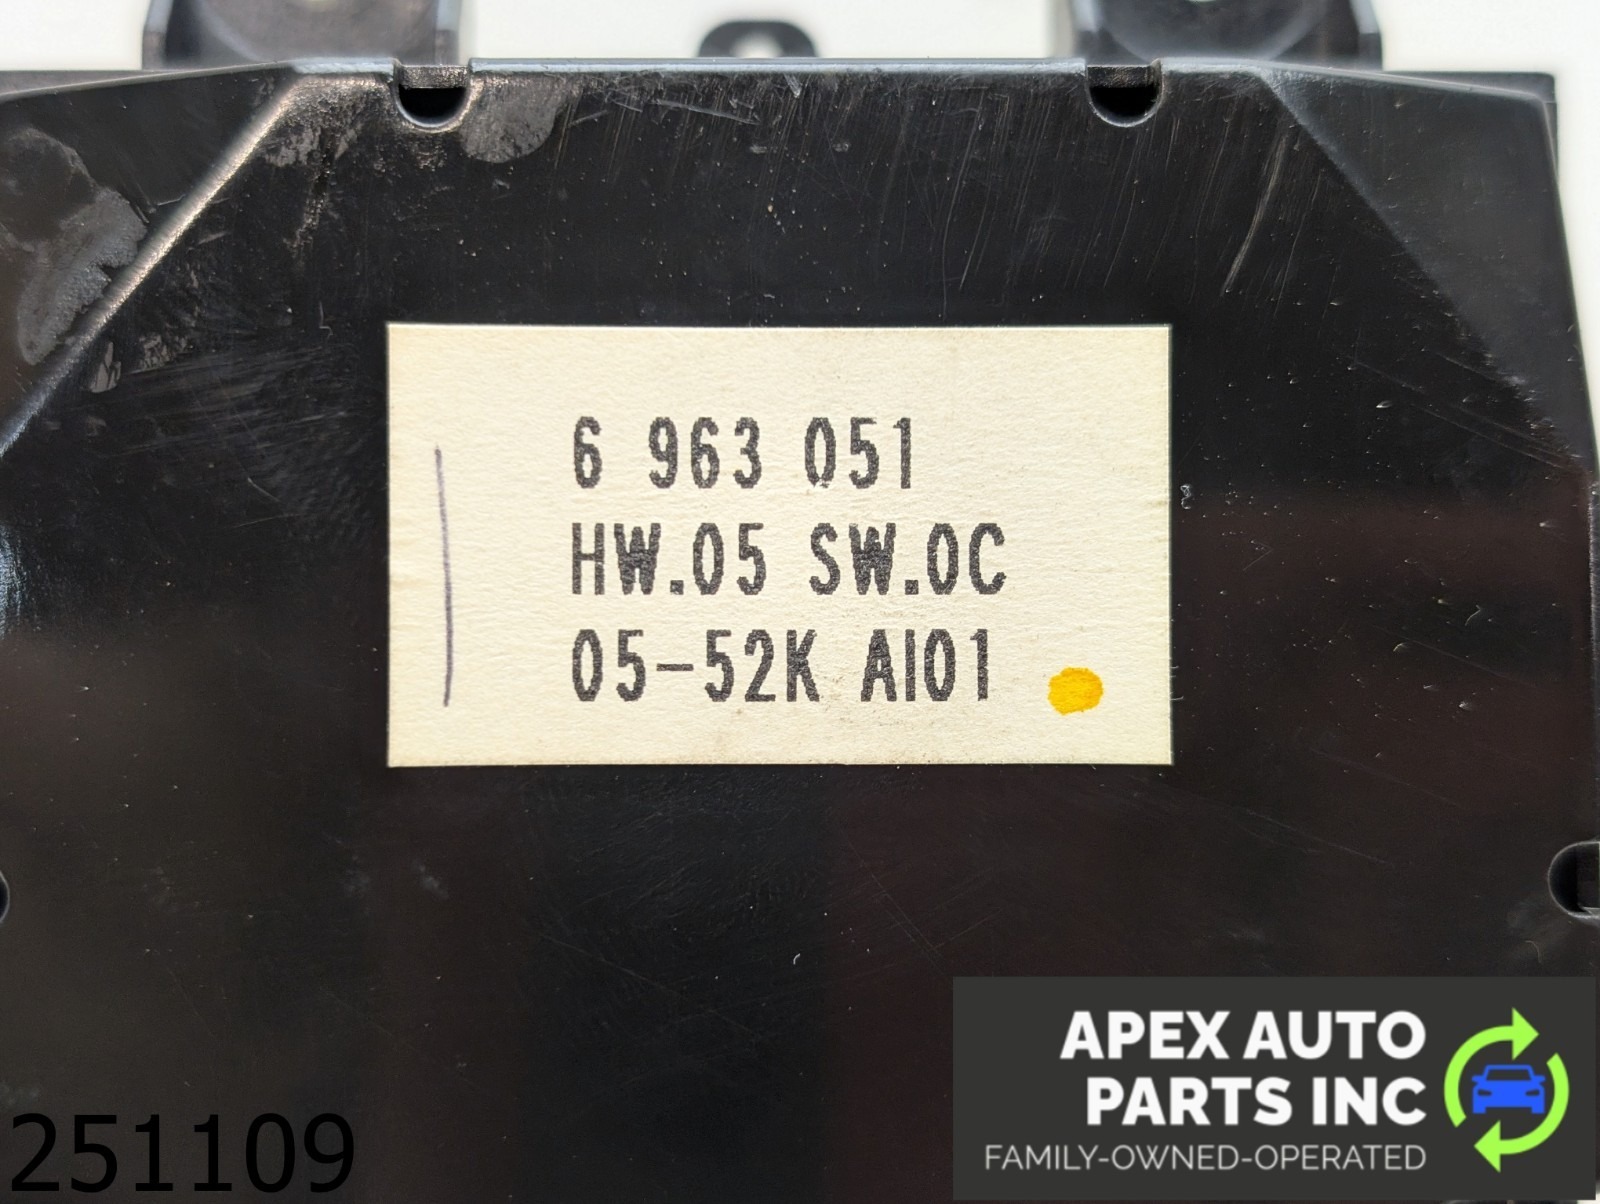 6 963 051
HW.05 SW.0C
05-52K AI01
251109
APEX AUTO
PARTS INC
FAMILY-OWNED-OPERATED